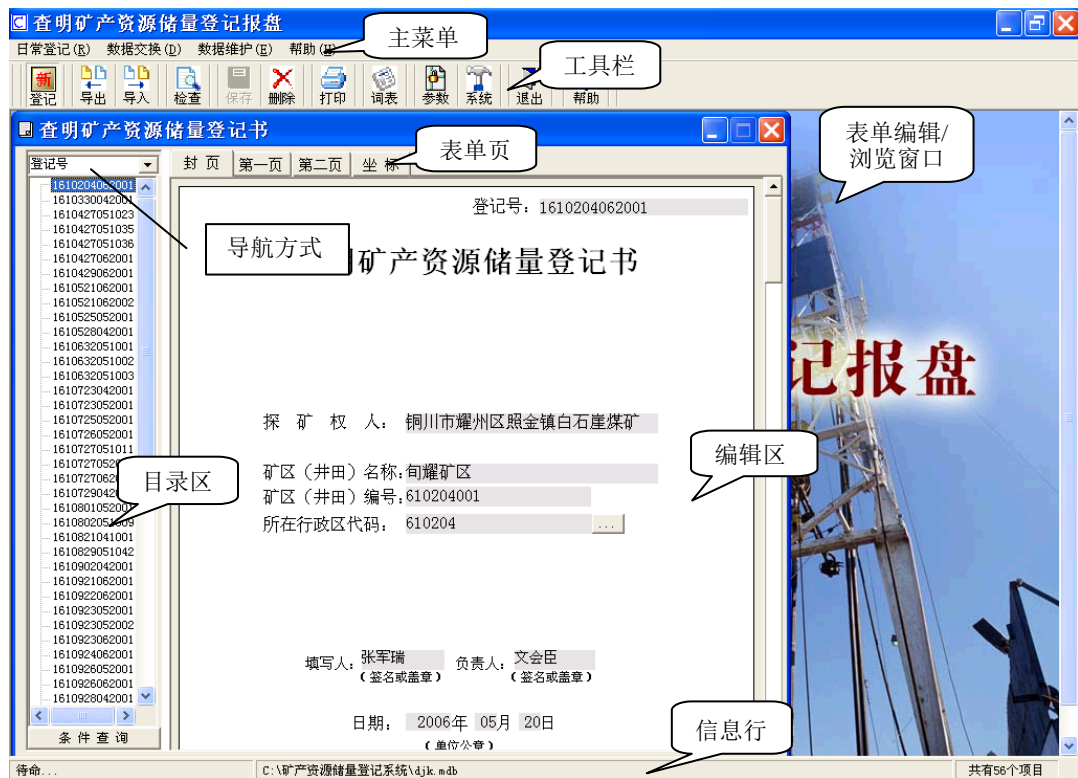 查明矿产资源储量登记报盘
日常登记(R) 数据交换(D) 数据维护(E) 帮助(H)
主菜单
新
登记 导出 导入 检查 保存 删除 打印 词表 参数 系统 退出 帮助
工具栏
查明矿产资源储量登记书
表单编辑/
浏览窗口
登记号
封 页 第一页 第二页 坐 标
表单页
1610204062001
1610330042001
1610427051023
1610427051035
1610427051036
1610427062001
1610429062001
1610521062001
1610521062002
1610525052001
1610528042001
1610632051001
1610632051002
1610632051003
1610723042001
1610723052001
1610725052001
1610726052001
1610727051011
161072705200
161072706200
161072904200
1610801052001
1610802051009
1610821041001
1610829051042
1610902042001
1610921062001
1610922062001
1610923052001
1610923052002
1610923062001
1610924062001
1610926052001
1610926062001
1610928042001
条 件 查 询
导航方式
目录区
登记号: 1610204062001
矿产资源储量登记书
探 矿 权 人: 铜川市耀州区照金镇白石崖煤矿
矿区(井田)名称: 旬耀矿区
矿区(井田)编号: 610204001
所在行政区代码: 610204 ...
编辑区
填写人: 张军瑞 负责人: 文会臣
(签名或盖章) (签名或盖章)
日期: 2006年 05月 20日
(单位公章)
记报盘
信息行
待命... C:\矿产资源储量登记系统\djk.mdb 共有56个项目